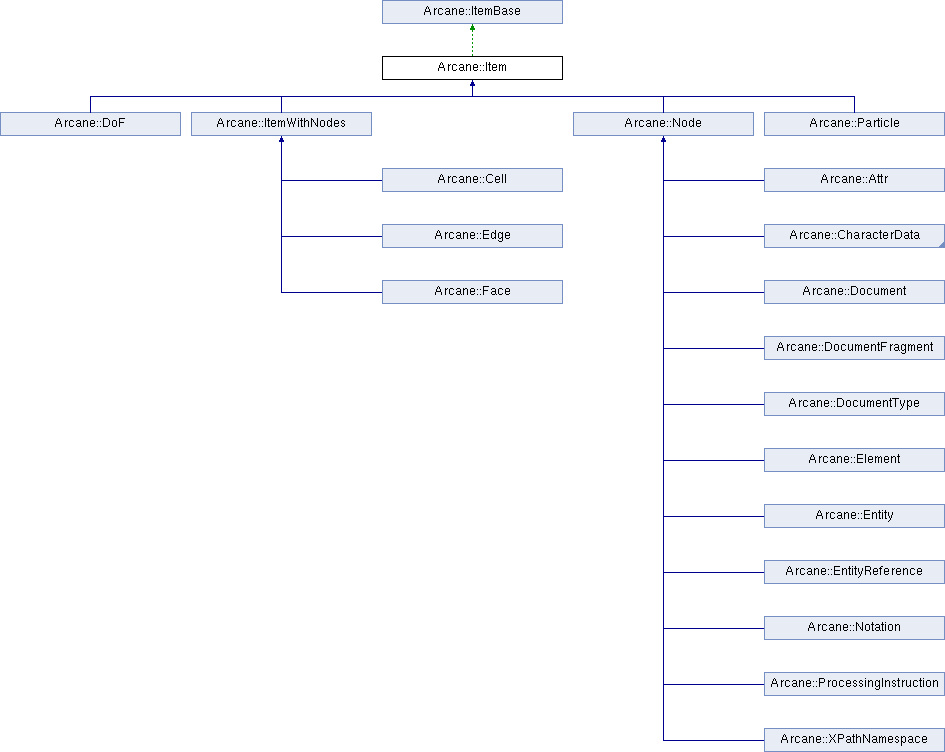 Arcane::ItemBase
Arcane::Item
Arcane::DoF
Arcane::ItemWithNodes
Arcane::Node
Arcane::Particle
Arcane::Cell
Arcane::Attr
Arcane::Edge
Arcane::CharacterData
Arcane::Face
Arcane::Document
Arcane::DocumentFragment
Arcane::DocumentType
Arcane::Element
Arcane::Entity
Arcane::EntityReference
Arcane::Notation
Arcane::ProcessingInstruction
Arcane::XPathNamespace